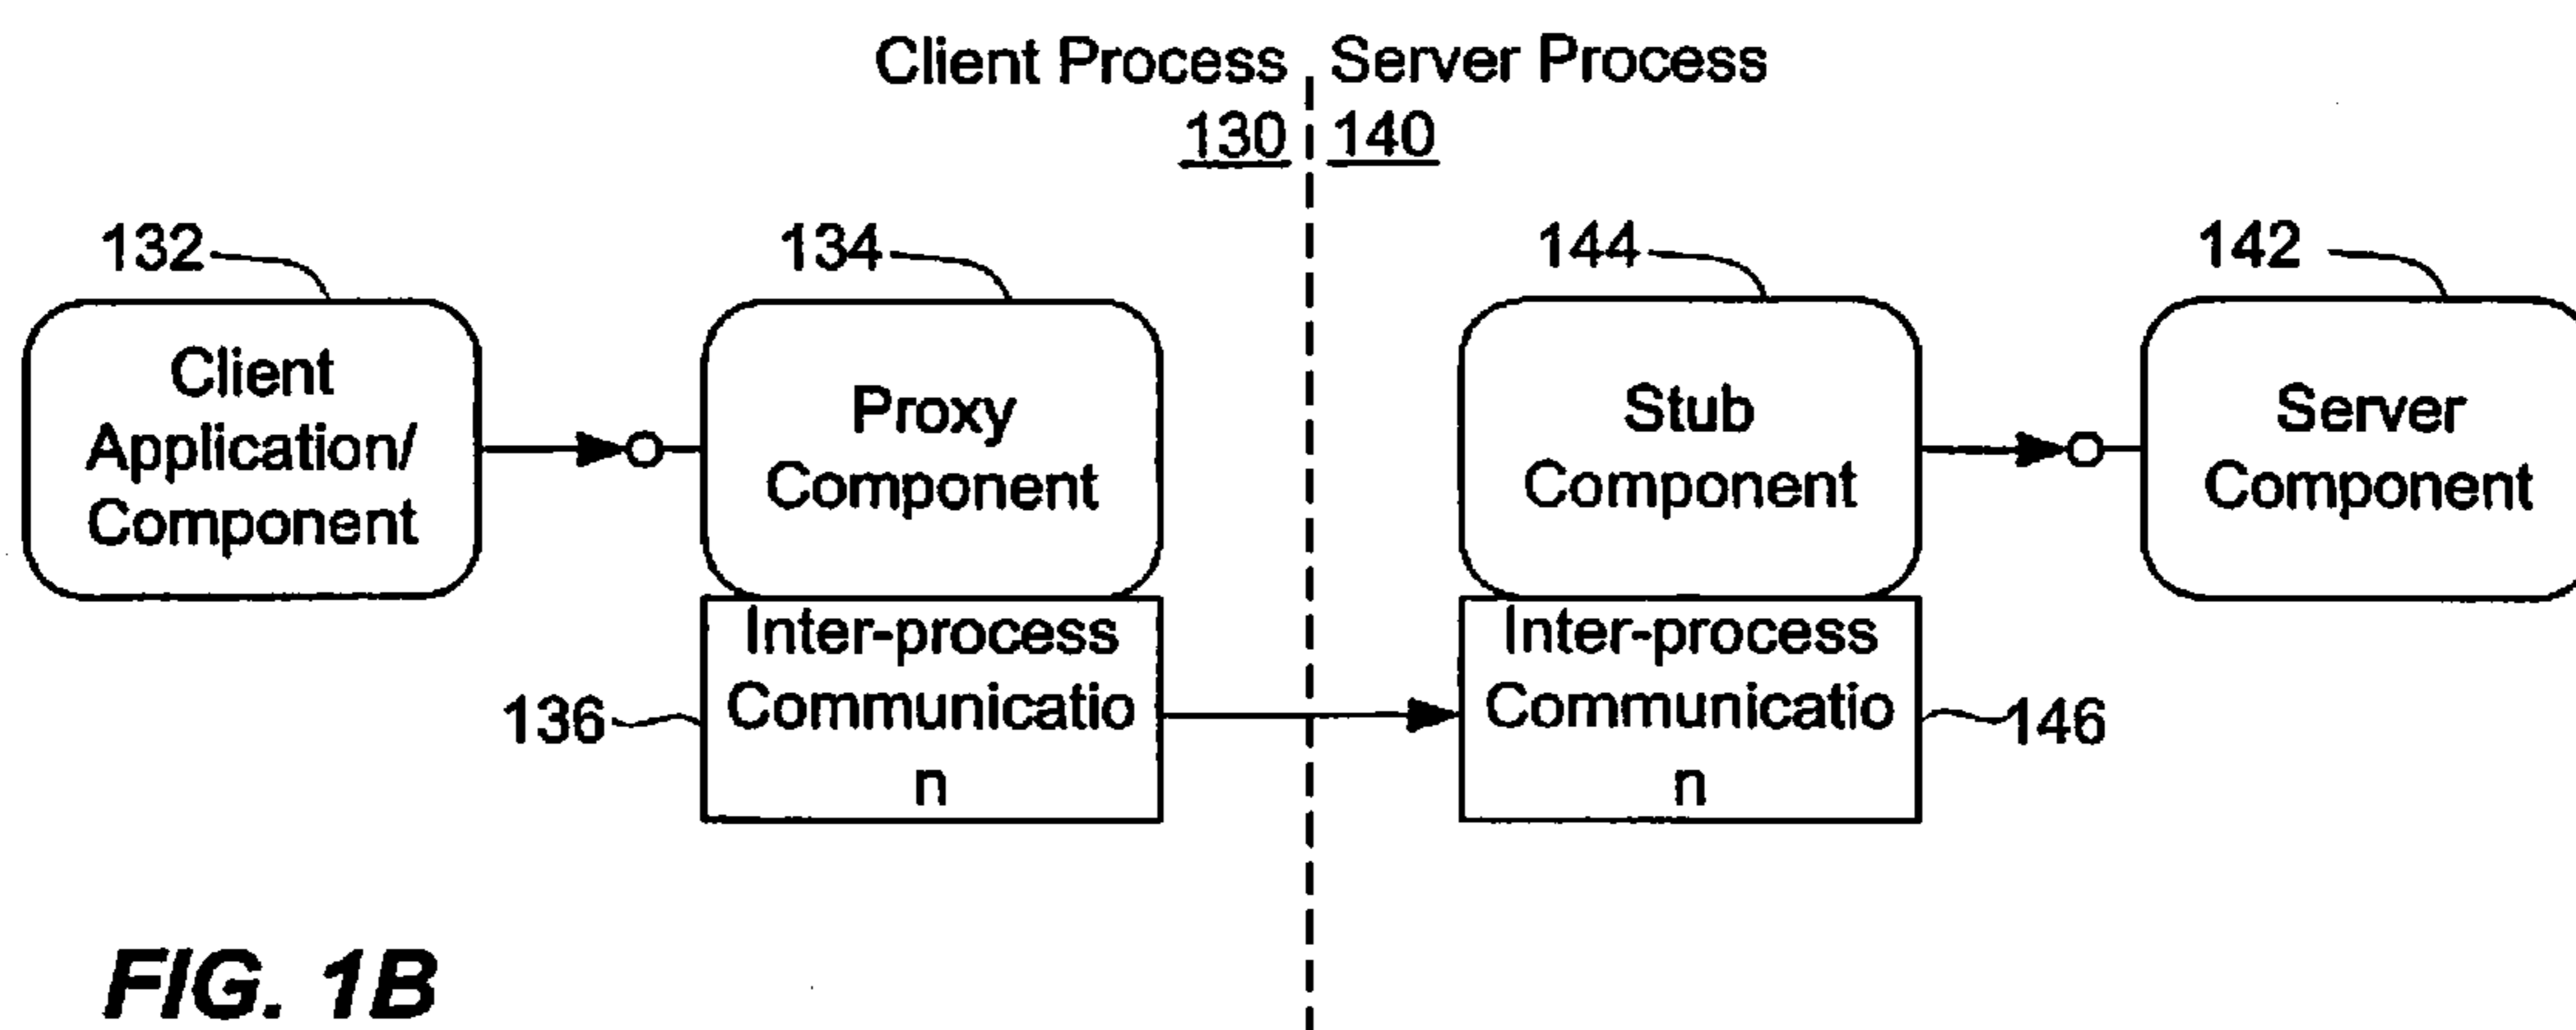 Client Process
Server Process
130
140
132
134
144
142
Client
Application/
Component
Proxy
Component
Stub
Component
Server
Component
Inter-process
Communicatio
n
Inter-process
Communicatio
n
136
146
FIG. 1B